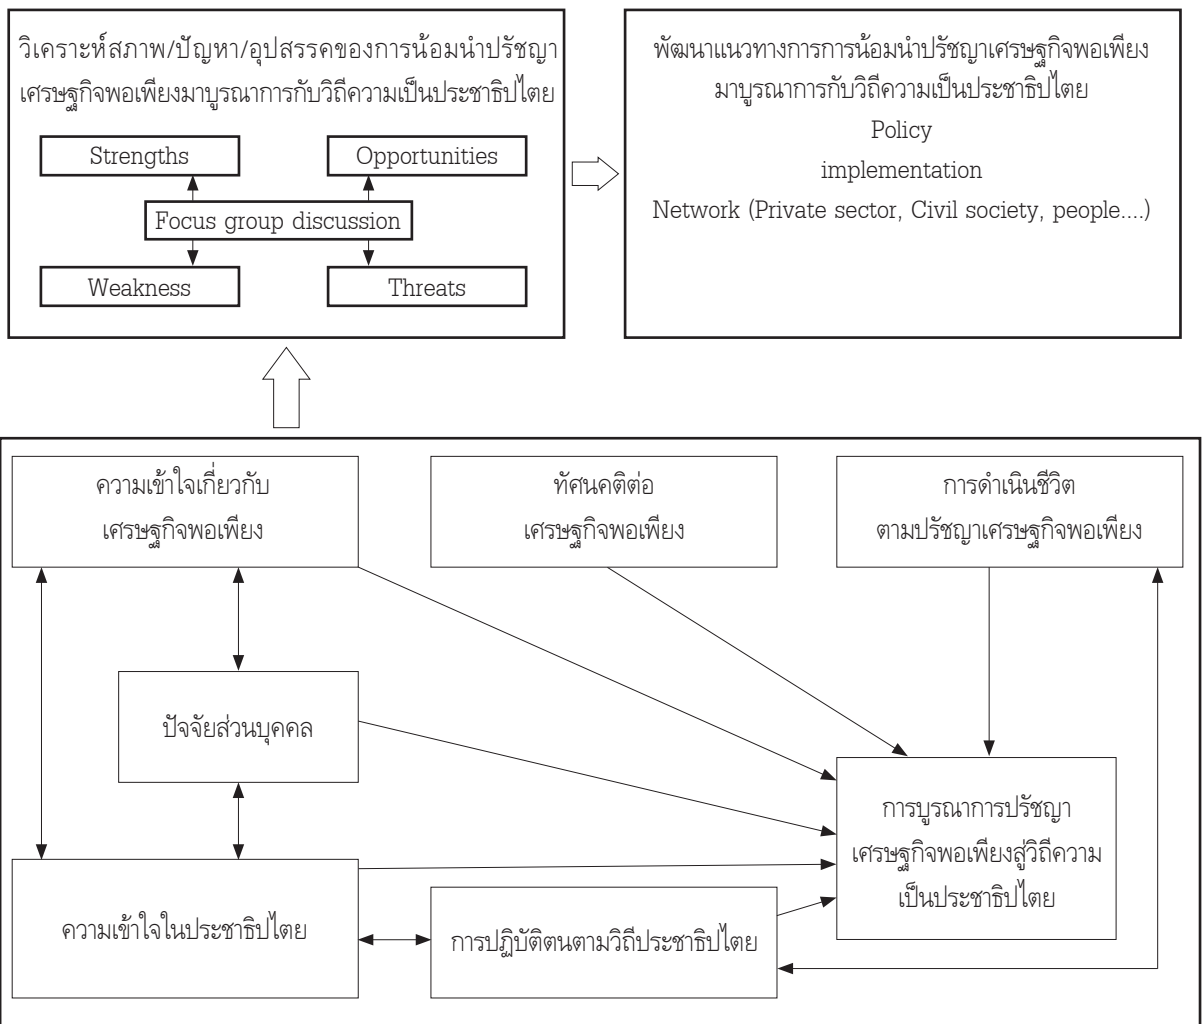 วิเคราะห์สภาพ/ปัญหา/อุปสรรคของการน้อมนำปรัชญา
เศรษฐกิจพอเพียงมาบูรณาการกับวิถีความเป็นประชาธิปไตย
Strengths
Opportunities
Focus group discussion
Weakness
Threats
พัฒนาแนวทางการการน้อมนำปรัชญาเศรษฐกิจพอเพียง
มาบูรณาการกับวิถีความเป็นประชาธิปไตย
Policy
implementation
Network (Private sector, Civil society, people....)
ความเข้าใจเกี่ยวกับ
เศรษฐกิจพอเพียง
ทัศนคติต่อ
เศรษฐกิจพอเพียง
การดำเนินชีวิต
ตามปรัชญาเศรษฐกิจพอเพียง
ปัจจัยส่วนบุคคล
การบูรณาการปรัชญา
เศรษฐกิจพอเพียงสู่วิถีความ
เป็นประชาธิปไตย
ความเข้าใจในประชาธิปไตย
การปฏิบัติตนตามวิถีประชาธิปไตย